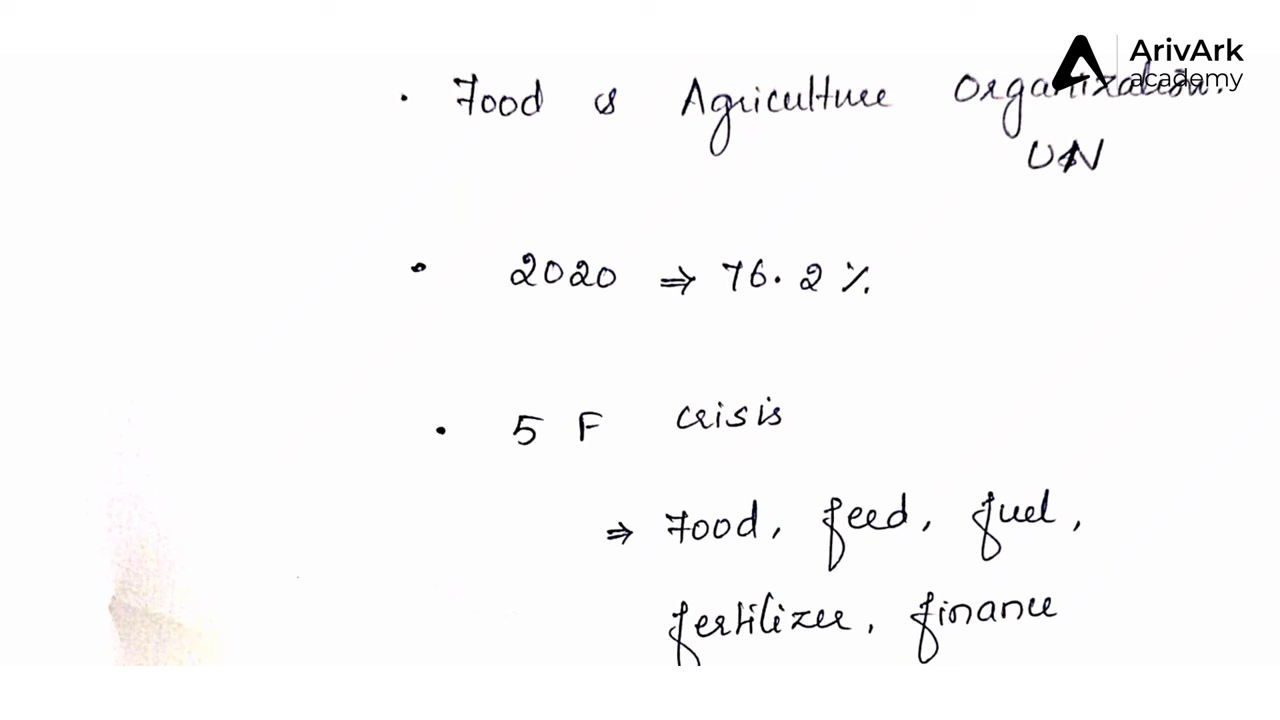 ArivArk
academy
· Food & Agriculture Organization.
UN
· 2020 ⇒ 76.2 %
· 5 F crisis
⇒ Food, feed, fuel,
fertilizer, finance